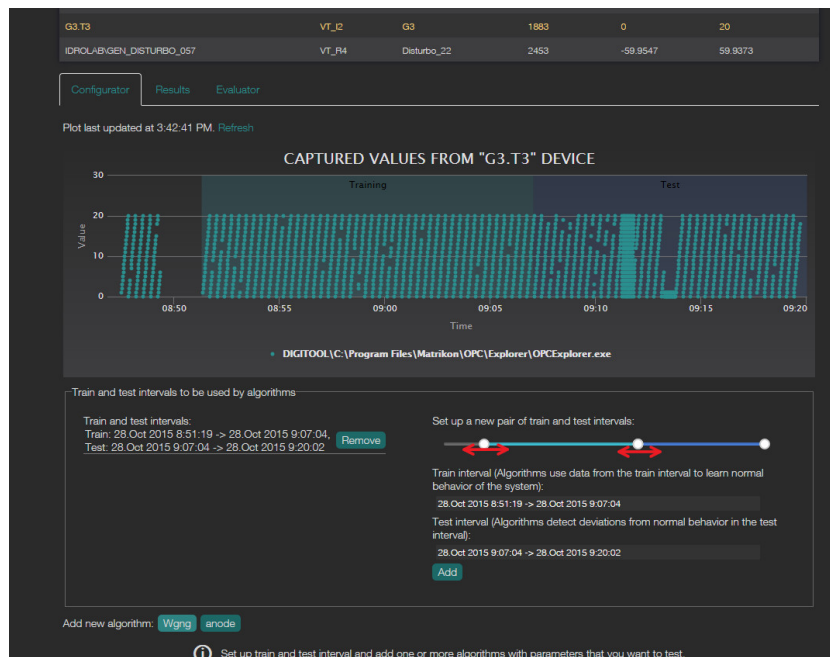 G3.T3 VT_I2 G3 1883 0 20
IDROLAB\GEN_DISTURBO_057 VT_R4 Disturbo_22 2453 -59.9547 59.9373
Configurator Results Evaluator
Plot last updated at 3:42:41 PM. Refresh
CAPTURED VALUES FROM "G3.T3" DEVICE
30
Training Test
20
Value
10
0
08:50 08:55 09:00 09:05 09:10 09:15 09:20
Time
DIGITOOL\C:\Program Files\Matrikon\OPC\Explorer\OPCExplorer.exe
Train and test intervals to be used by algorithms
Train and test intervals:
Train: 28.Oct 2015 8:51:19 -> 28.Oct 2015 9:07:04,
Test: 28.Oct 2015 9:07:04 -> 28.Oct 2015 9:20:02
Remove
Set up a new pair of train and test intervals:
Train interval (Algorithms use data from the train interval to learn normal
behavior of the system):
28.Oct 2015 8:51:19 -> 28.Oct 2015 9:07:04
Test interval (Algorithms detect deviations from normal behavior in the test
interval):
28.Oct 2015 9:07:04 -> 28.Oct 2015 9:20:02
Add
Add new algorithm: Wgng anode
Set up train and test interval and add one or more algorithms with parameters that you want to test.